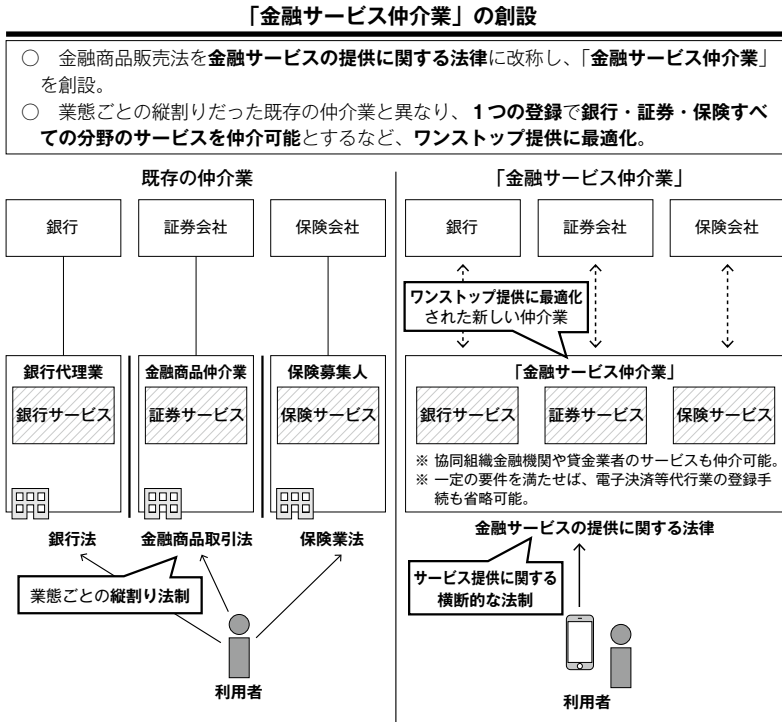 「金融サービス仲介業」の創設
○　金融商品販売法を金融サービスの提供に関する法律に改称し、「金融サービス仲介業」
を創設。
○　業態ごとの縦割りだった既存の仲介業と異なり、１つの登録で銀行・証券・保険すべ
ての分野のサービスを仲介可能とするなど、ワンストップ提供に最適化。
既存の仲介業
銀行
証券会社
保険会社
銀行代理業
金融商品仲介業
保険募集人
銀行サービス
証券サービス
保険サービス
銀行法
金融商品取引法
保険業法
業態ごとの縦割り法制
利用者
「金融サービス仲介業」
銀行
証券会社
保険会社
ワンストップ提供に最適化
された新しい仲介業
「金融サービス仲介業」
銀行サービス
証券サービス
保険サービス
※ 協同組織金融機関や貸金業者のサービスも仲介可能。
※ 一定の要件を満たせば、電子決済等代行業の登録手
続も省略可能。
金融サービスの提供に関する法律
サービス提供に関する
横断的な法制
利用者